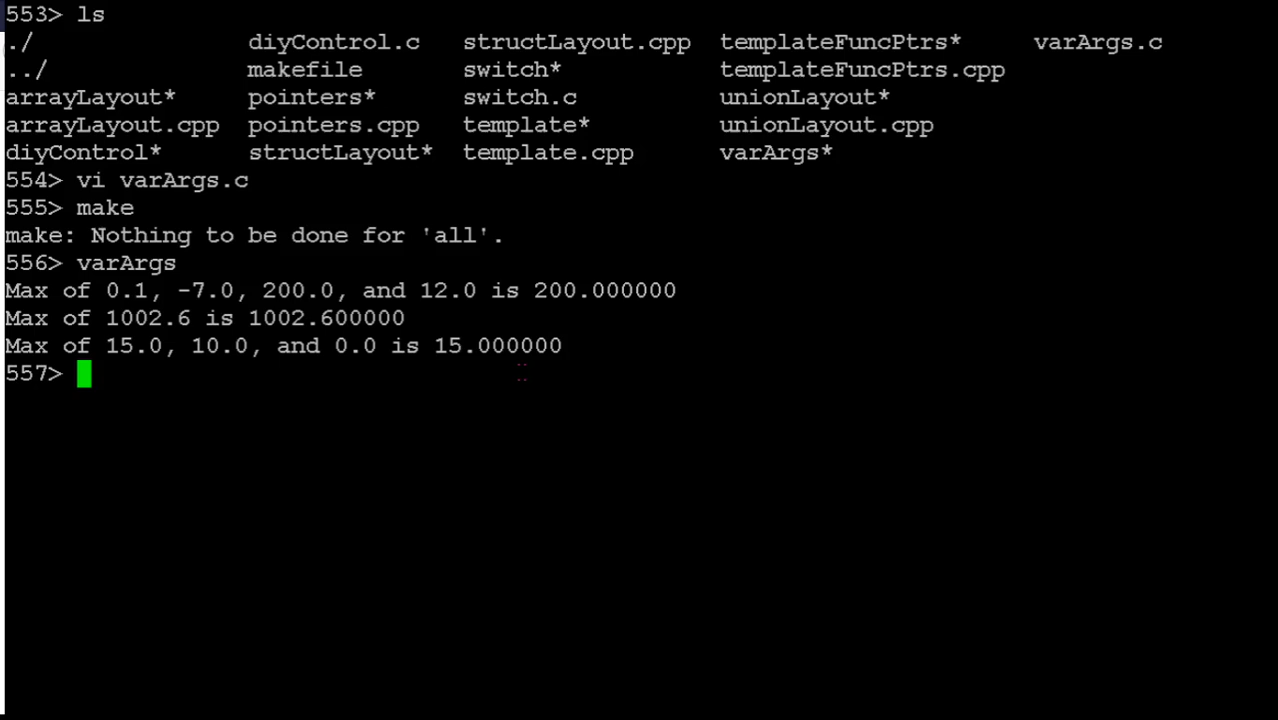 553> ls
./ diyControl.c structLayout.cpp templateFuncPtrs* varArgs.c
../ makefile switch* templateFuncPtrs.cpp
arrayLayout* pointers* switch.c unionLayout*
arrayLayout.cpp pointers.cpp template* unionLayout.cpp
diyControl* structLayout* template.cpp varArgs*
554> vi varArgs.c
555> make
make: Nothing to be done for 'all'.
556> varArgs
Max of 0.1, -7.0, 200.0, and 12.0 is 200.000000
Max of 1002.6 is 1002.600000
Max of 15.0, 10.0, and 0.0 is 15.000000
557>